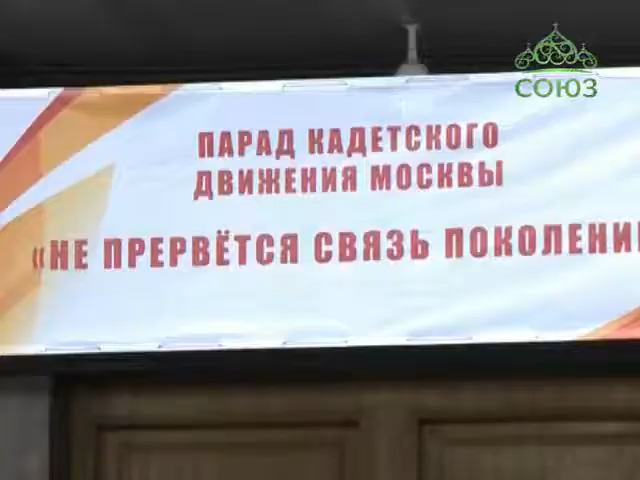 СОЮЗ
ПАРАД КАДЕТСКОГО
ДВИЖЕНИЯ МОСКВЫ
«НЕ ПРЕРВЁТСЯ СВЯЗЬ ПОКОЛЕНИ